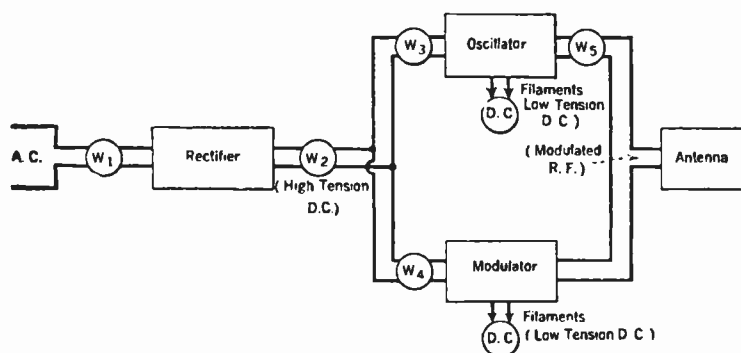 A. C.
W1
Rectifier
W2
(High Tension
D.C.)
W3
Oscillator
W5
Filaments
Low Tension
D C )
(D. C
(Modulated
R. F.)
Antenna
W4
Modulator
Filaments
(Low Tension D C )
D. C